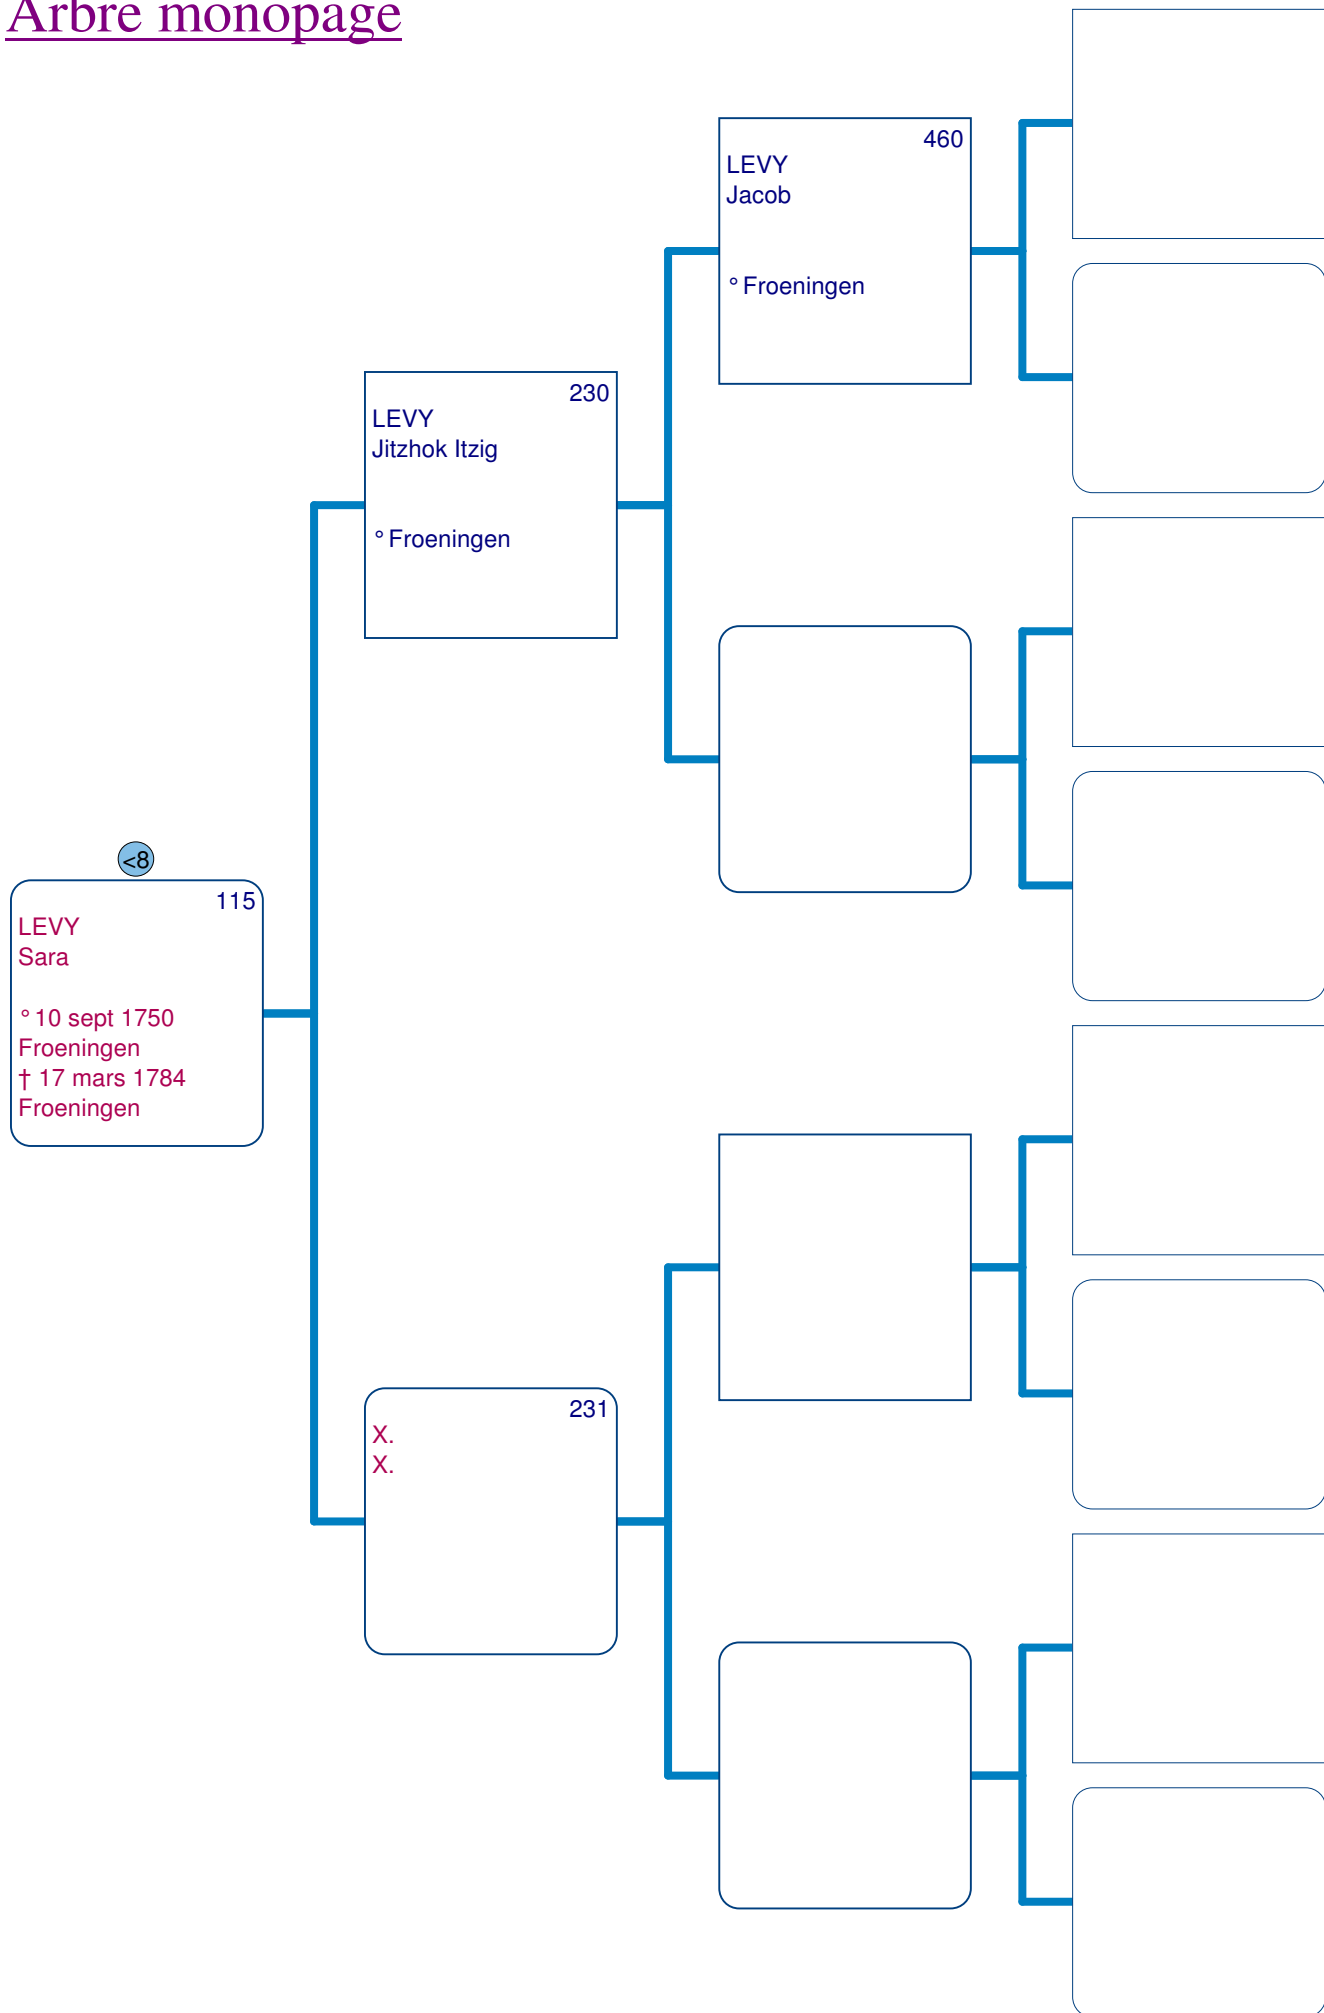 Arbre monopage
460
LEVY
Jacob
° Froeningen
230
LEVY
Jitzhok Itzig
° Froeningen
<8
115
LEVY
Sara
° 10 sept 1750
Froeningen
† 17 mars 1784
Froeningen
231
X.
X.